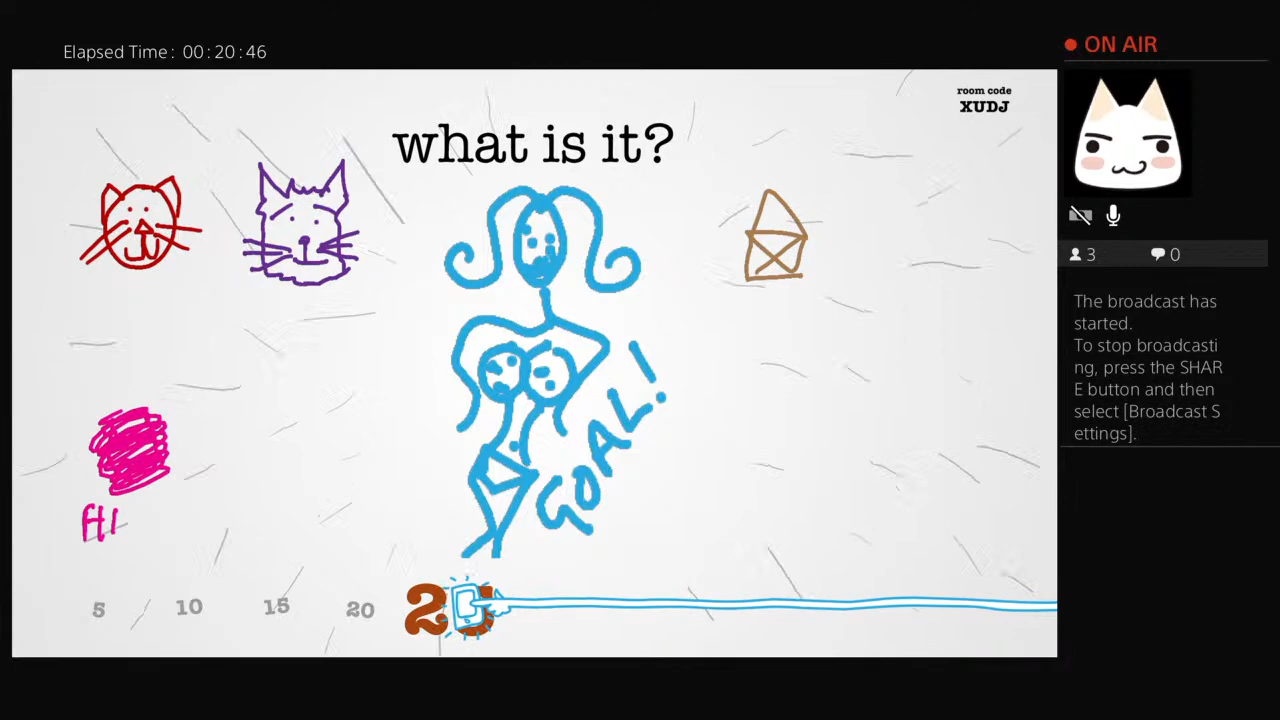 Elapsed Time: 00:20:46
ON AIR
room code
XUDJ
what is it?
3
0
The broadcast has
started.
To stop broadcasti
ng, press the SHAR
E button and then
select [Broadcast S
ettings].
GOAL!
HI
5
10
15
20